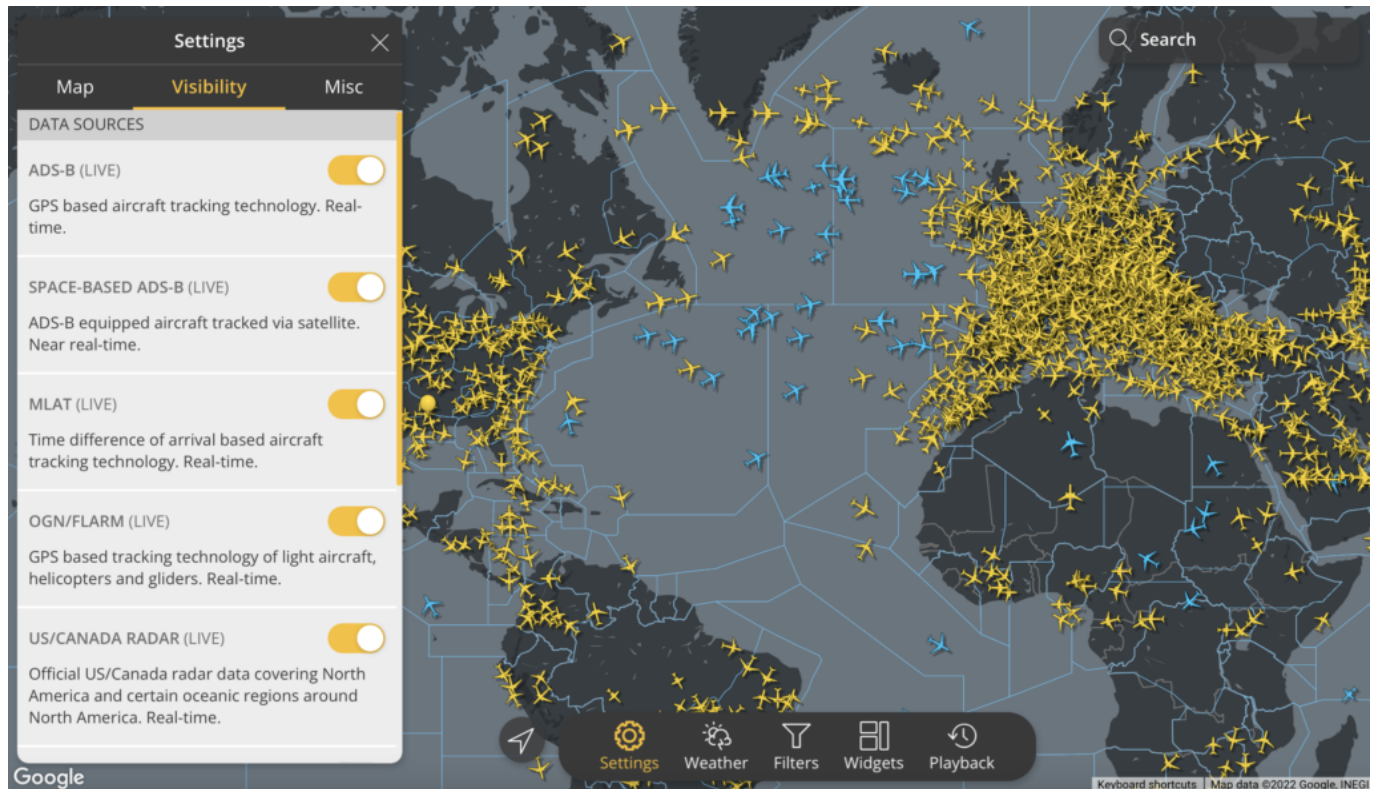 Settings
Map Visibility Misc
DATA SOURCES
ADS-B (LIVE)
GPS based aircraft tracking technology. Real-
time.
SPACE-BASED ADS-B (LIVE)
ADS-B equipped aircraft tracked via satellite.
Near real-time.
MLAT (LIVE)
Time difference of arrival based aircraft
tracking technology. Real-time.
OGN/FLARM (LIVE)
GPS based tracking technology of light aircraft,
helicopters and gliders. Real-time.
US/CANADA RADAR (LIVE)
Official US/Canada radar data covering North
America and certain oceanic regions around
North America. Real-time.
Google
Search
Settings Weather Filters Widgets Playback
Keyboard shortcuts Map data ©2022 Google, INEGI